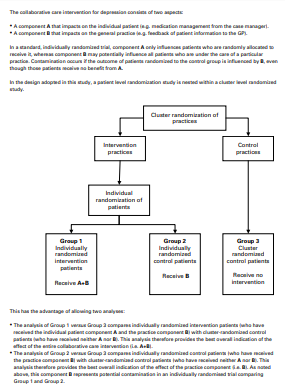 The collaborative care intervention for depression consists of two aspects:
• A component A that impacts on the individual patient (e.g. medication management from the case manager).
• A component B that impacts on the general practice (e.g. feedback of patient information to the GP).
In a standard, individually randomized trial, component A only influences patients who are randomly allocated to
receive it, whereas component B may potentially influence all patients who are under the care of a particular
practice. Contamination occurs if the outcome of patients randomized to the control group is influenced by B, even
though those patients receive no benefit from A.
In the design adopted in this study, a patient level randomization study is nested within a cluster level randomized
study.
Cluster randomization of
practices
Intervention
practices
Control
practices
Individual
randomization of
patients
Group 1
Individually
randomized
intervention
patients
Receive A+B
Group 2
Individually
randomized
control patients
Receive B
Group 3
Cluster
randomized
control patients
Receive no
intervention
This has the advantage of allowing two analyses:
• The analysis of Group 1 versus Group 3 compares individually randomized intervention patients (who have
received the individual patient component A and the practice component B) with cluster-randomized control
patients (who have received neither A nor B). This analysis therefore provides the best overall indication of the
effect of the entire collaborative care intervention (i.e. A+B).
• The analysis of Group 2 versus Group 3 compares individually randomized control patients (who have received
the practice component B) with cluster-randomized control patients (who have received neither A nor B). This
analysis therefore provides the best overall indication of the effect of the practice component (i.e. B). As noted
above, this component B represents potential contamination in an individually randomised trial comparing
Group 1 and Group 2.